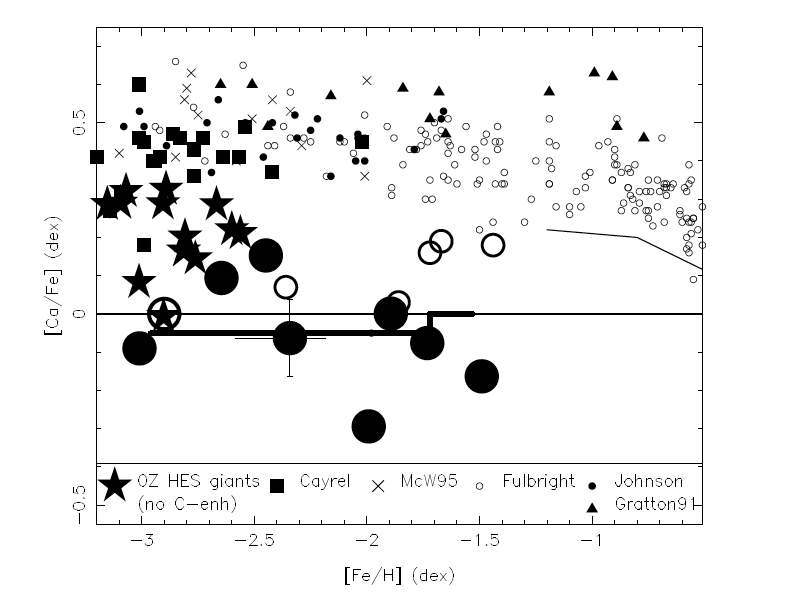 [Ca/Fe] (dex)
0.5
0
−0.5
OZ HES giants
(no C-enh)
Cayrel
McW95
Fulbright
Johnson
Gratton91
−3
−2.5
−2
−1.5
−1
[Fe/H] (dex)